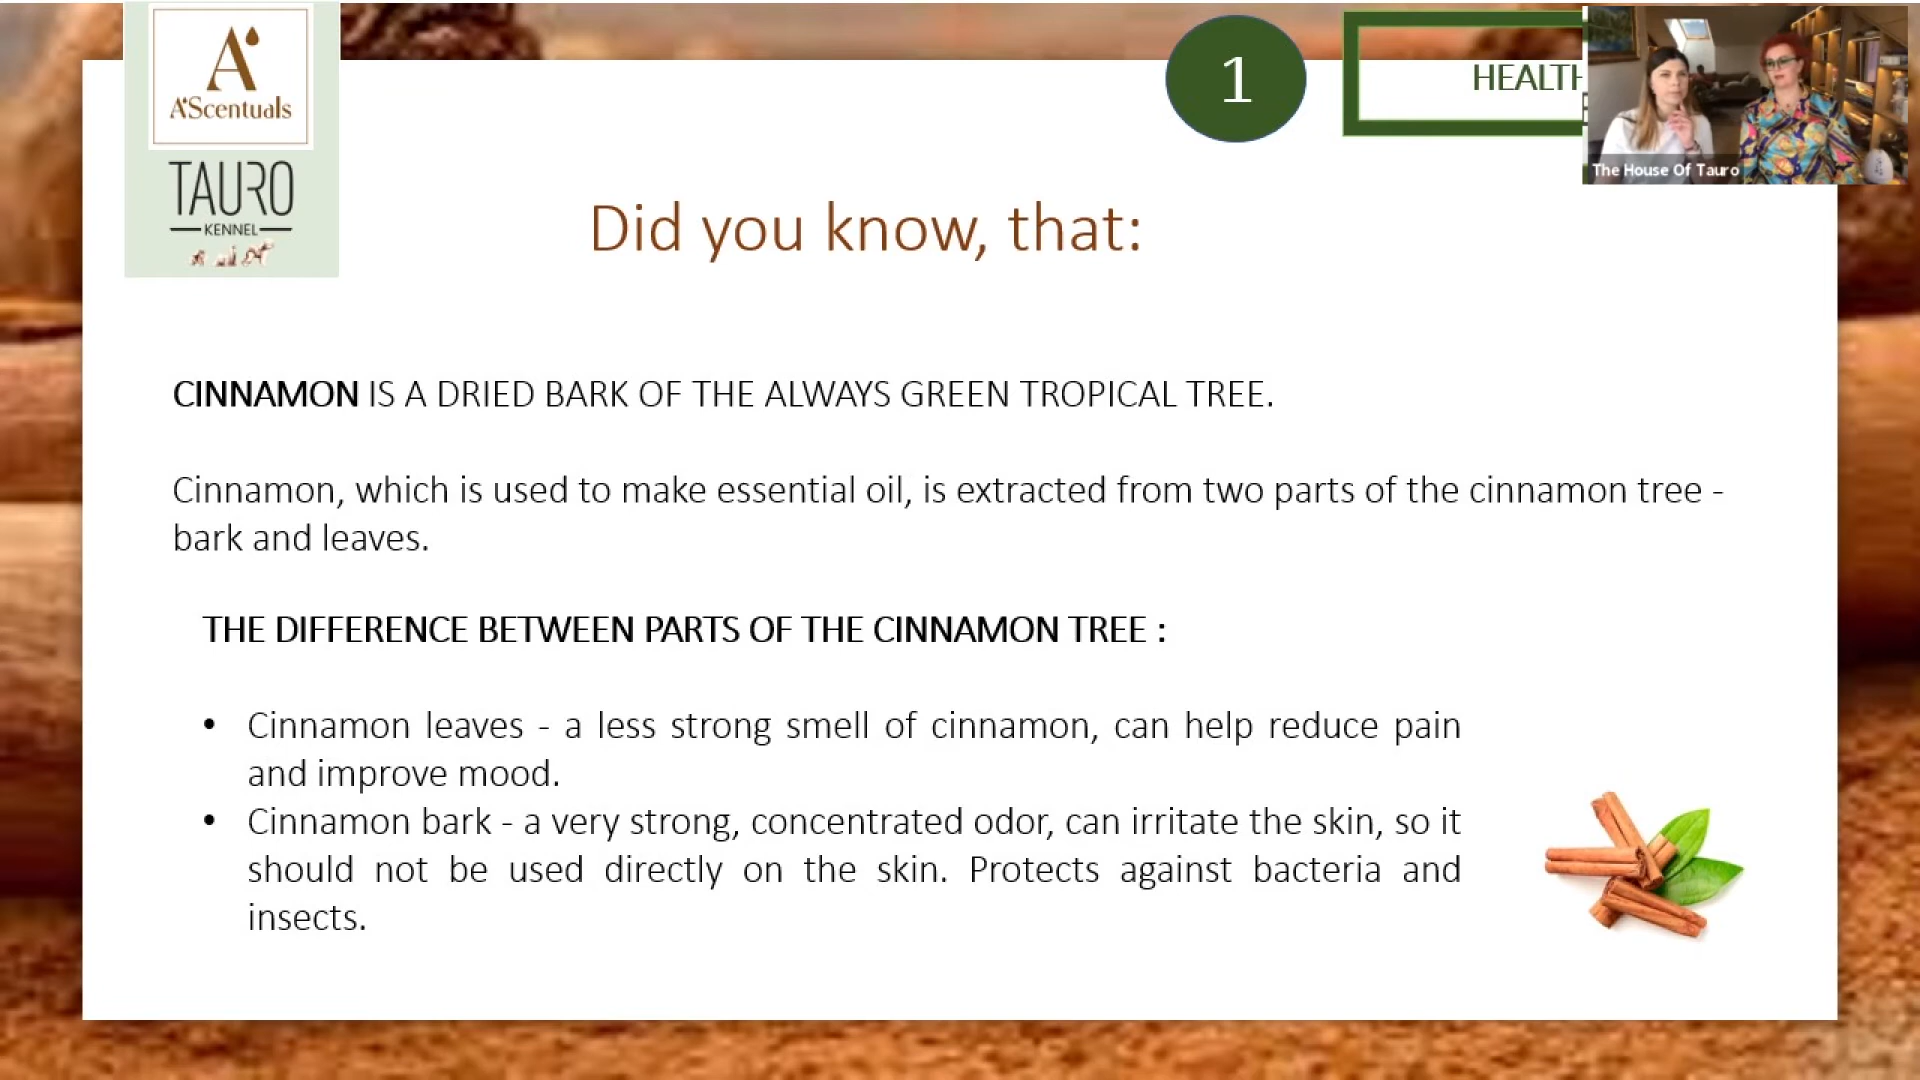 A
A'Scentuals
TAURO
KENNEL
1
HEALTH
The House Of Tauro
Did you know, that:
CINNAMON IS A DRIED BARK OF THE ALWAYS GREEN TROPICAL TREE.
Cinnamon, which is used to make essential oil, is extracted from two parts of the cinnamon tree -
bark and leaves.
THE DIFFERENCE BETWEEN PARTS OF THE CINNAMON TREE :
• Cinnamon leaves - a less strong smell of cinnamon, can help reduce pain
and improve mood.
• Cinnamon bark - a very strong, concentrated odor, can irritate the skin, so it
should not be used directly on the skin. Protects against bacteria and
insects.